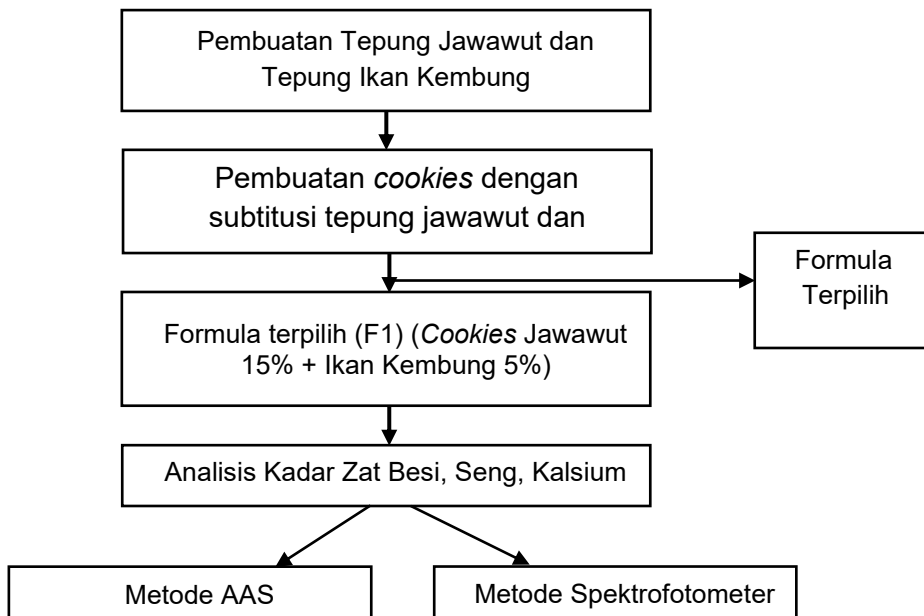 Pembuatan Tepung Jawawut dan
Tepung Ikan Kembung
Pembuatan cookies dengan
subtitusi tepung jawawut dan
Formula
Terpilih
Formula terpilih (F1) (Cookies Jawawut
15% + Ikan Kembung 5%)
Analisis Kadar Zat Besi, Seng, Kalsium
Metode AAS
Metode Spektrofotometer